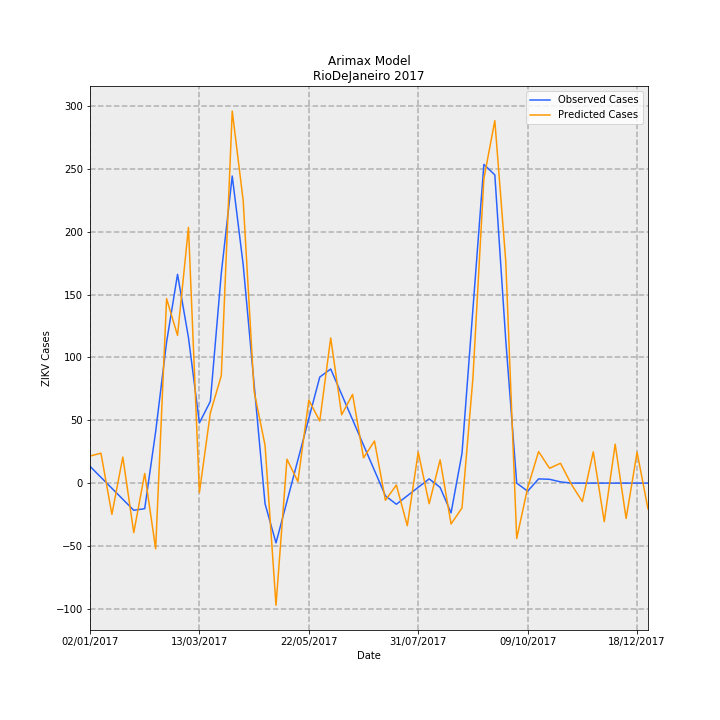 Arimax Model
RioDeJaneiro 2017
Observed Cases
Predicted Cases
300
250
200
150
100
50
0
−50
−100
ZIKV Cases
02/01/2017 13/03/2017 22/05/2017 31/07/2017 09/10/2017 18/12/2017
Date